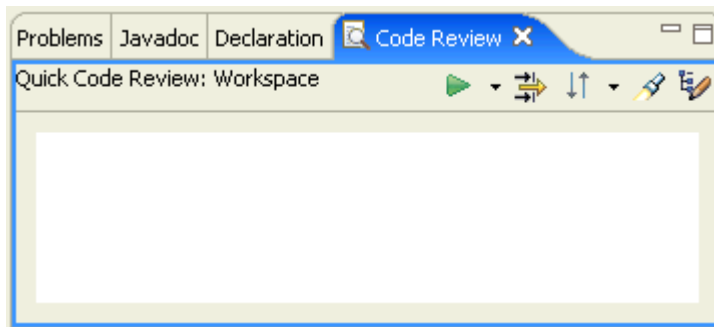 Problems Javadoc Declaration Code Review
Quick Code Review: Workspace